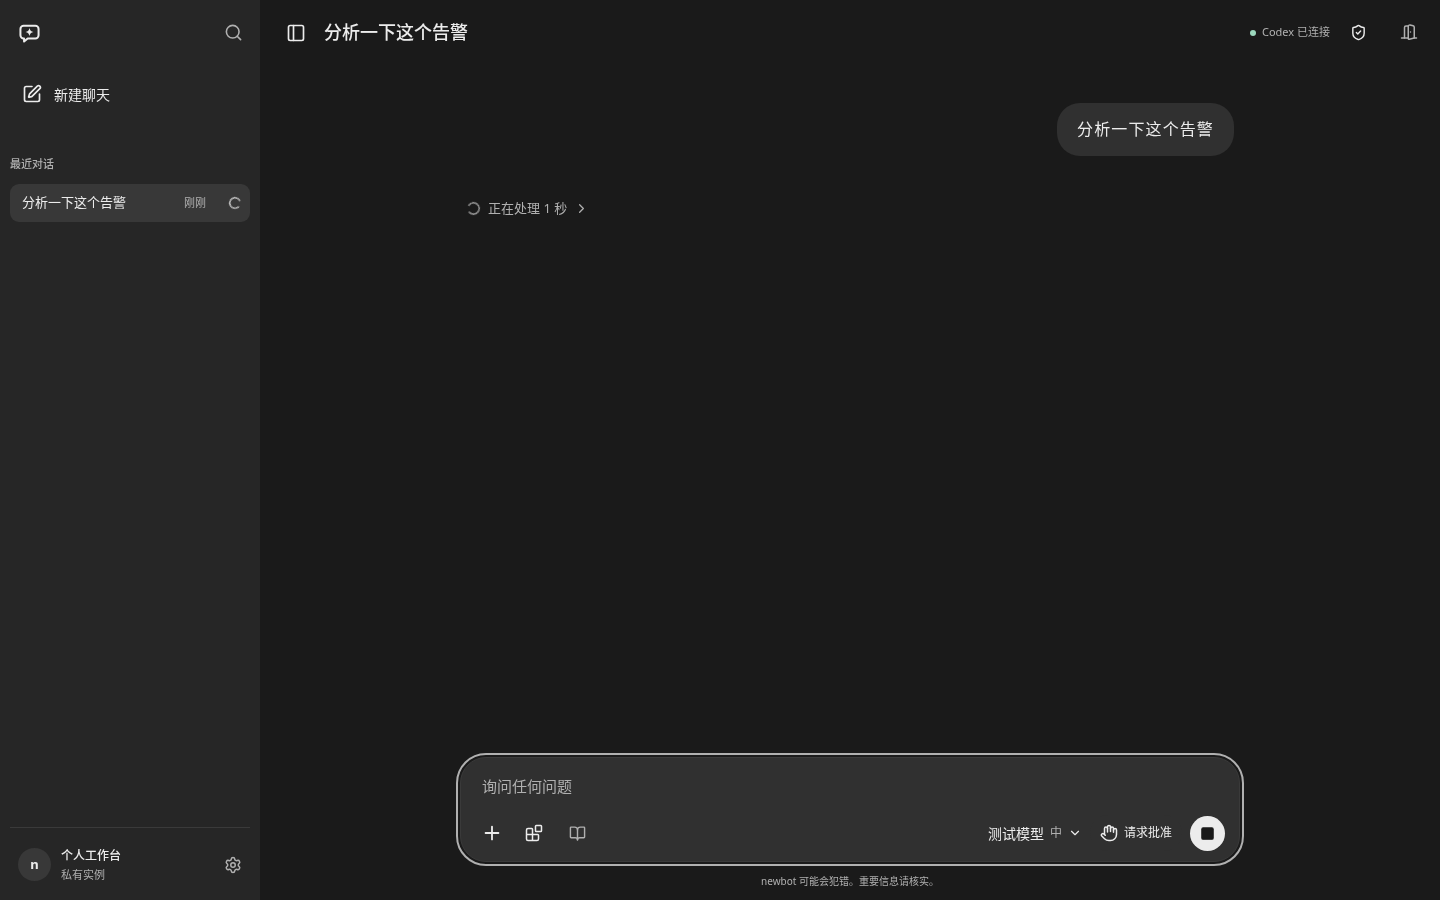 分析一下这个告警
Codex 已连接
新建聊天
最近对话
分析一下这个告警 刚刚
分析一下这个告警
正在处理 1 秒
询问任何问题
测试模型 中
请求批准
n
个人工作台
私有实例
newbot 可能会犯错。重要信息请核实。